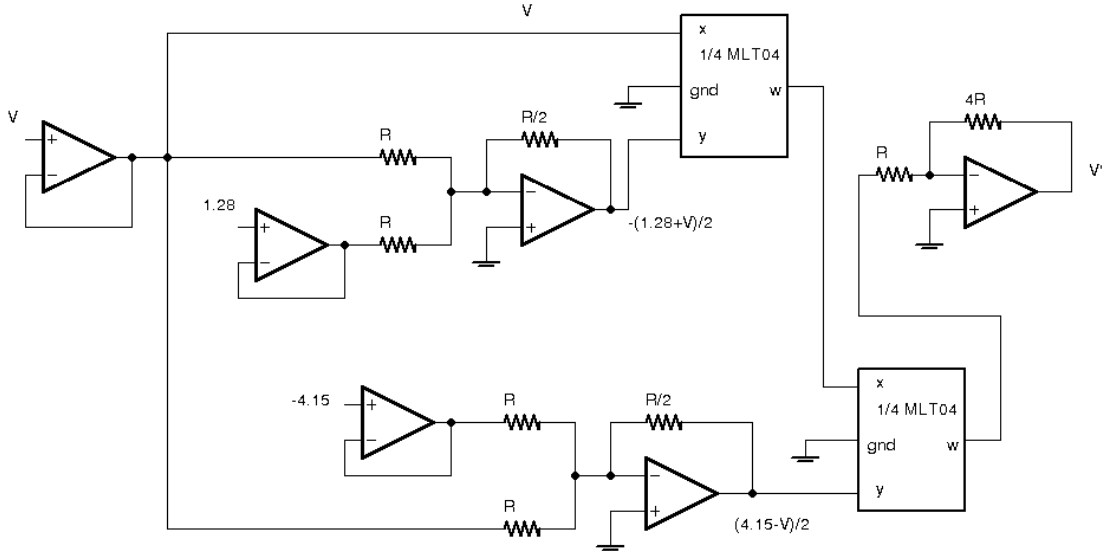 V
x
1/4 MLT04
gnd
w
y
4R
R
V'
V
+
−
R
R/2
1.28
+
−
R
−
+
-(1.28+V)/2
−
+
-4.15
+
−
R
R/2
x
1/4 MLT04
gnd
w
y
−
+
R
(4.15-V)/2